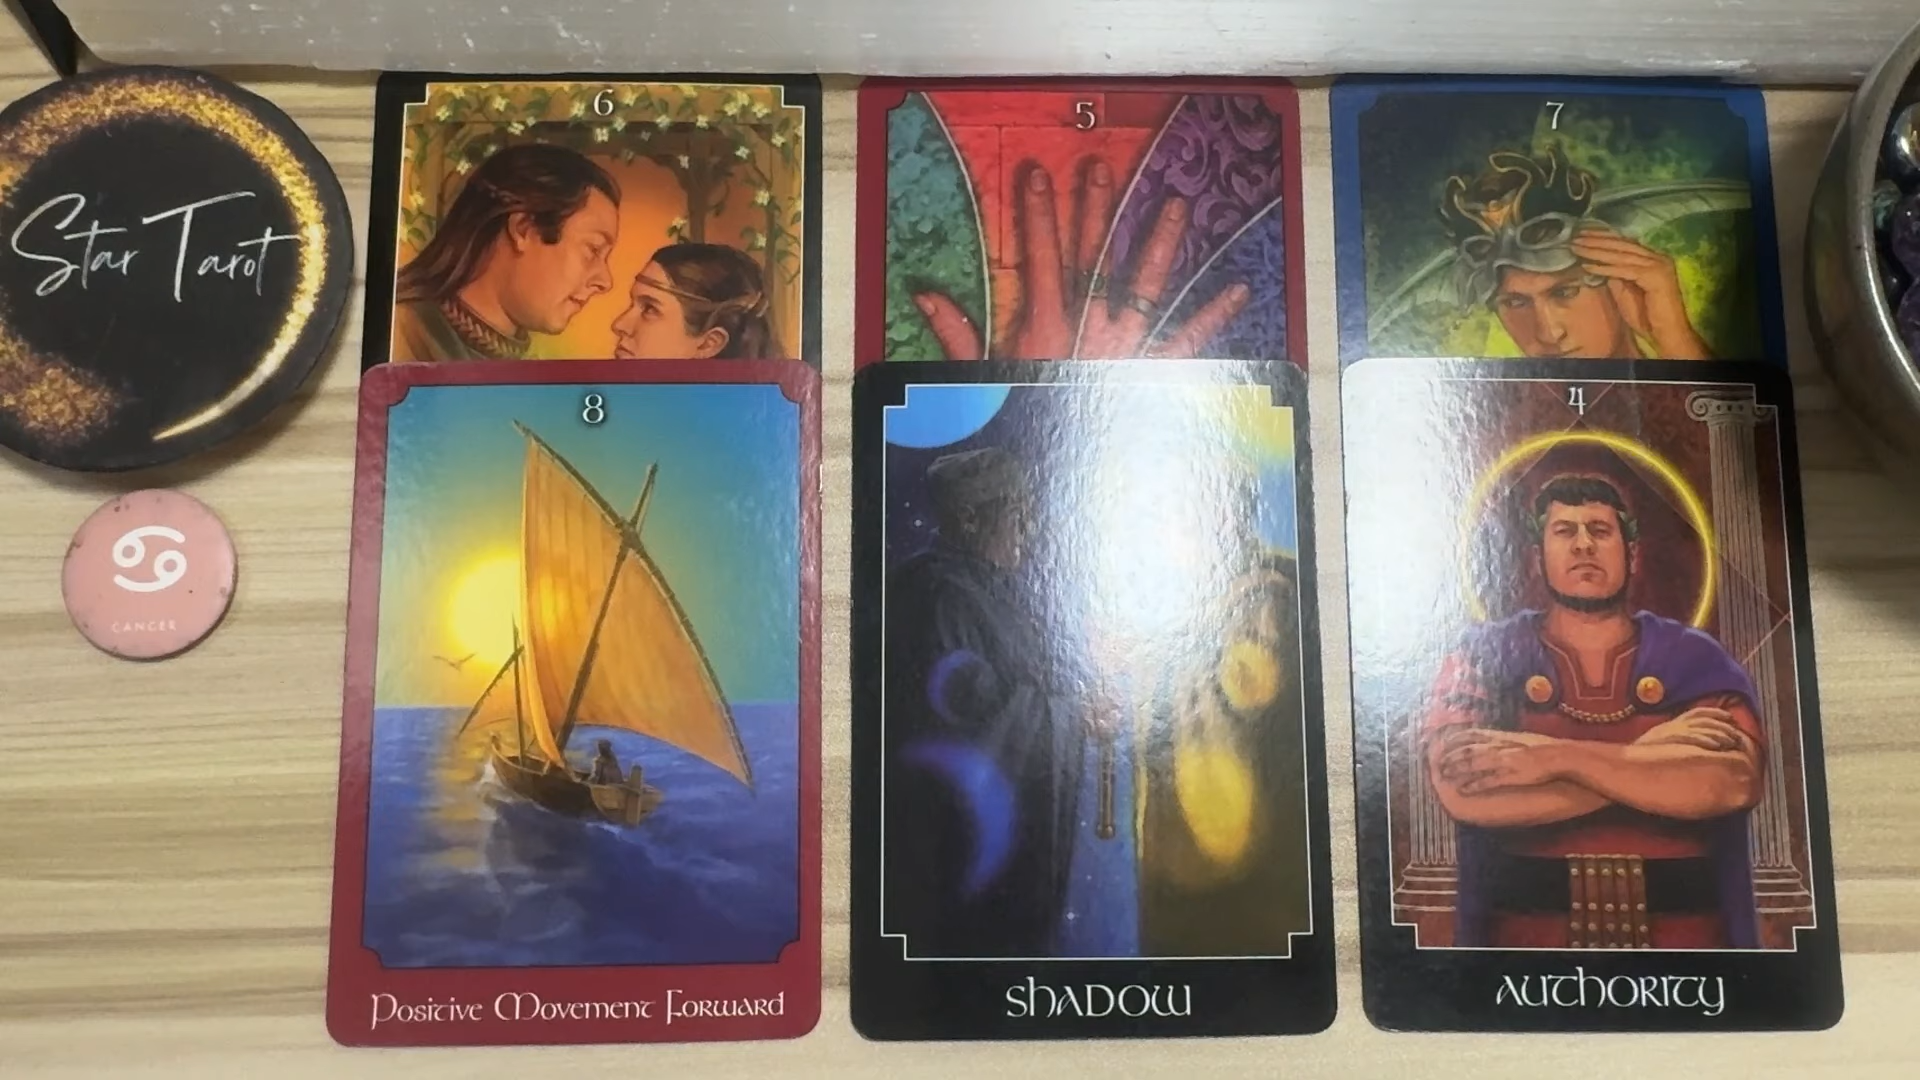 6
5
7
Star Tarot
8
4
CANCER
Positive Movement Forward
Shadow
Authority